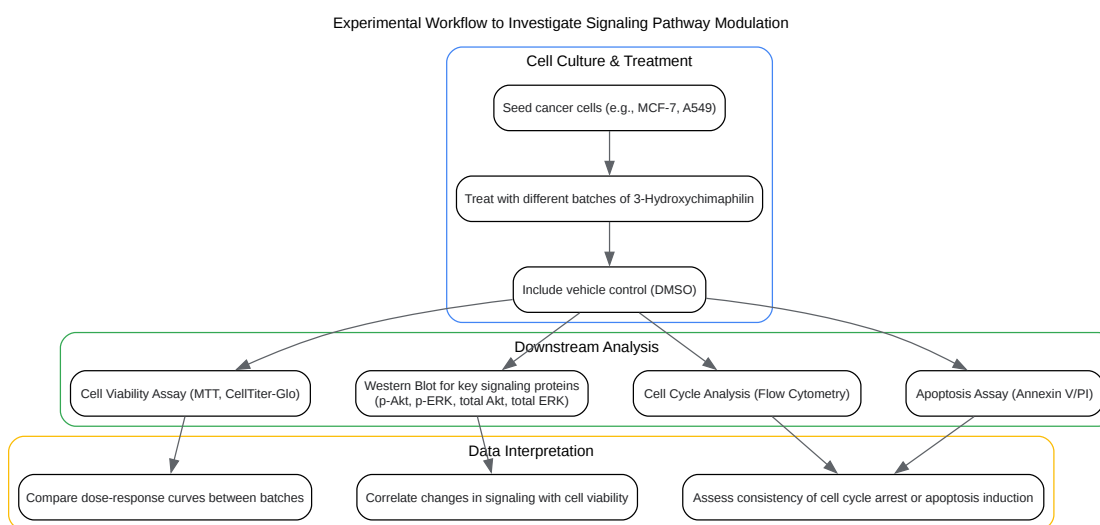 Experimental Workflow to Investigate Signaling Pathway Modulation
Cell Culture & Treatment
Seed cancer cells (e.g., MCF-7, A549)
Treat with different batches of 3-Hydroxychimaphilin
Include vehicle control (DMSO)
Downstream Analysis
Cell Viability Assay (MTT, CellTiter-Glo)
Western Blot for key signaling proteins
(p-Akt, p-ERK, total Akt, total ERK)
Cell Cycle Analysis (Flow Cytometry)
Apoptosis Assay (Annexin V/PI)
Data Interpretation
Compare dose-response curves between batches
Correlate changes in signaling with cell viability
Assess consistency of cell cycle arrest or apoptosis induction